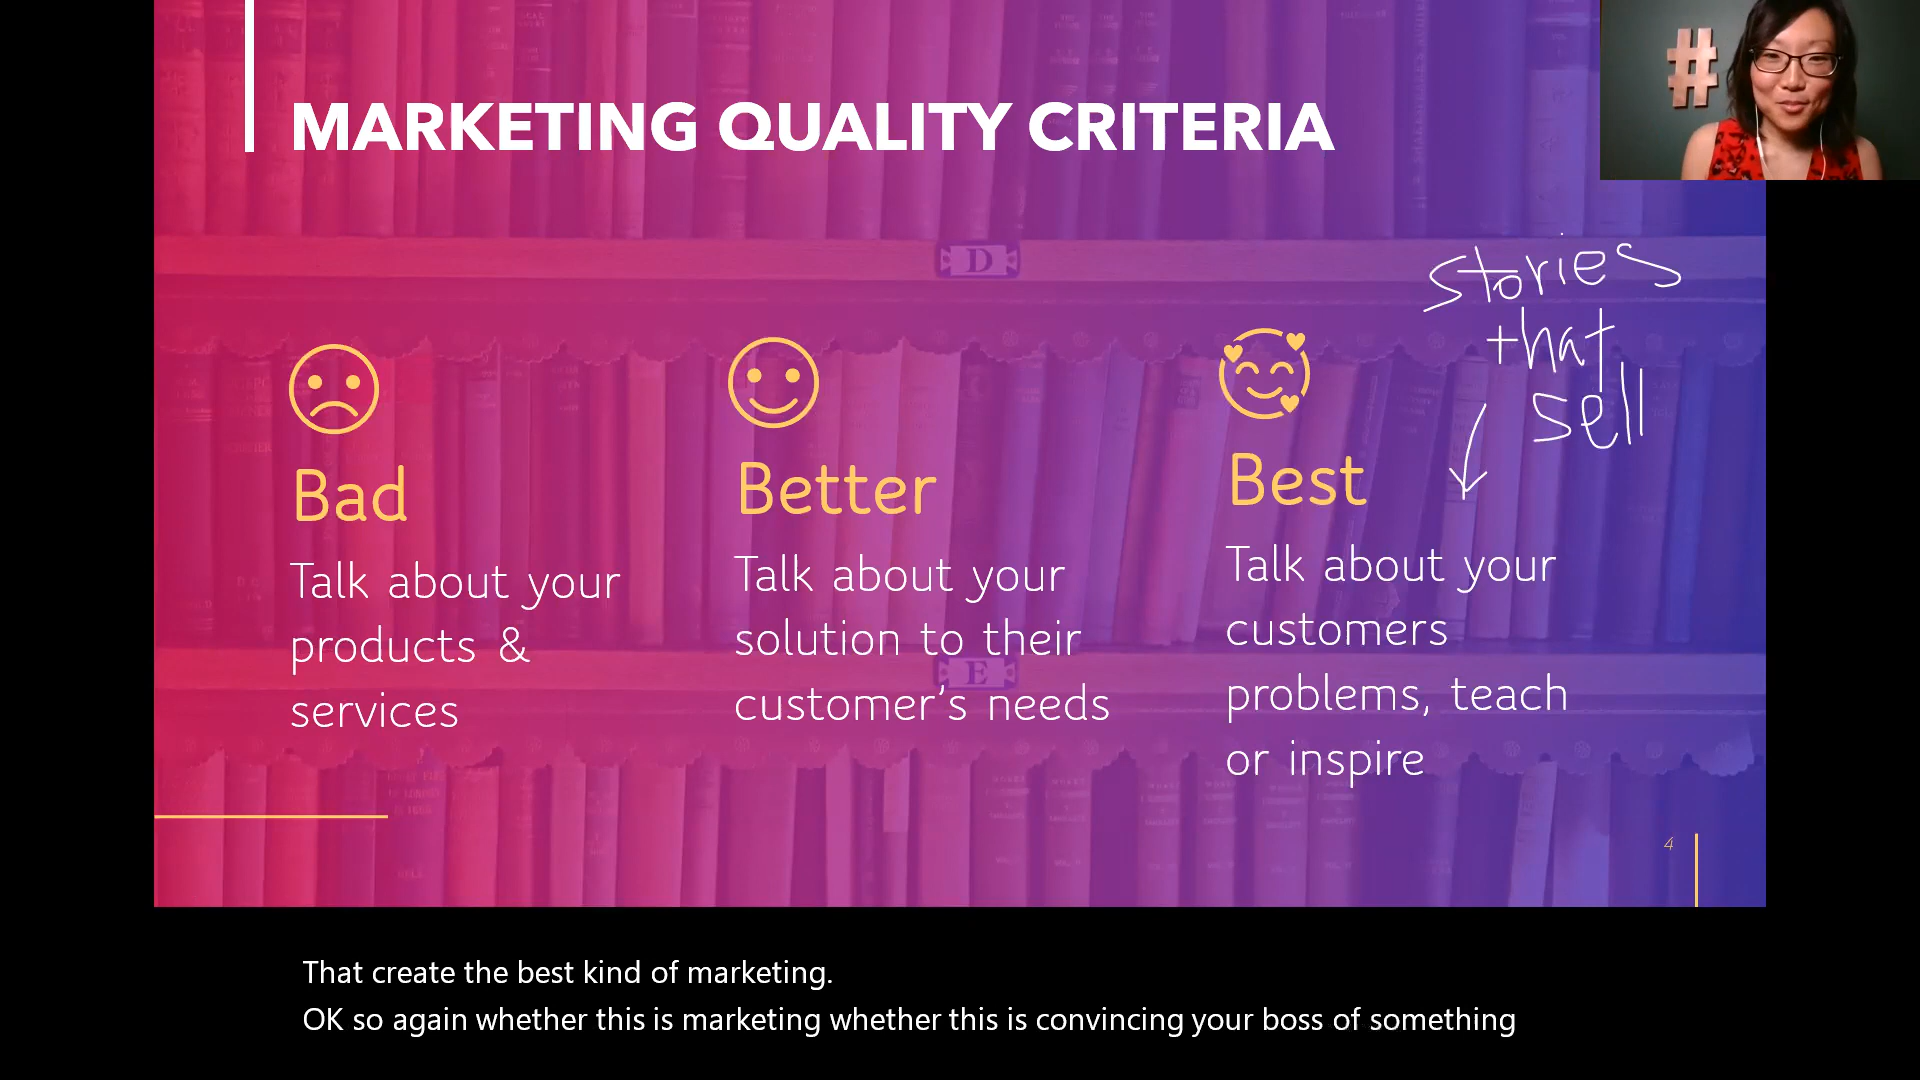 MARKETING QUALITY CRITERIA
#
D
stories
that
sell
Bad
Talk about your
products &
services
Better
Talk about your
solution to their
customer's needs
Best
Talk about your
customers
problems, teach
or inspire
E
4
That create the best kind of marketing.
OK so again whether this is marketing whether this is convincing your boss of something